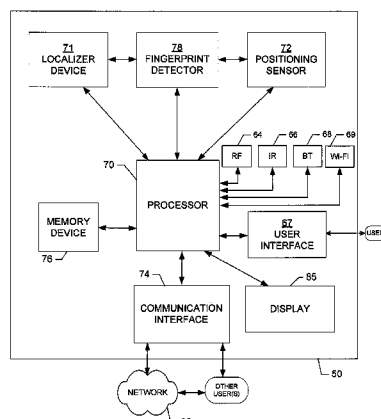 71
LOCALIZER
DEVICE
78
FINGERPRINT
DETECTOR
72
POSITIONING
SENSOR
64
66
68
69
RF
IR
BT
WI-FI
70
PROCESSOR
67
USER
INTERFACE
USER
MEMORY
DEVICE
76
74
COMMUNICATION
INTERFACE
85
DISPLAY
50
NETWORK
OTHER
USER(S)